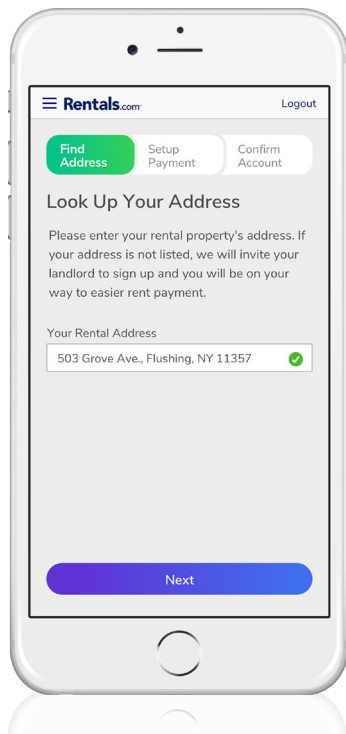 Rentals.com
Logout
Find
Address
Setup
Payment
Confirm
Account
Look Up Your Address
Please enter your rental property's address. If
your address is not listed, we will invite your
landlord to sign up and you will be on your
way to easier rent payment.
Your Rental Address
503 Grove Ave., Flushing, NY 11357
Next